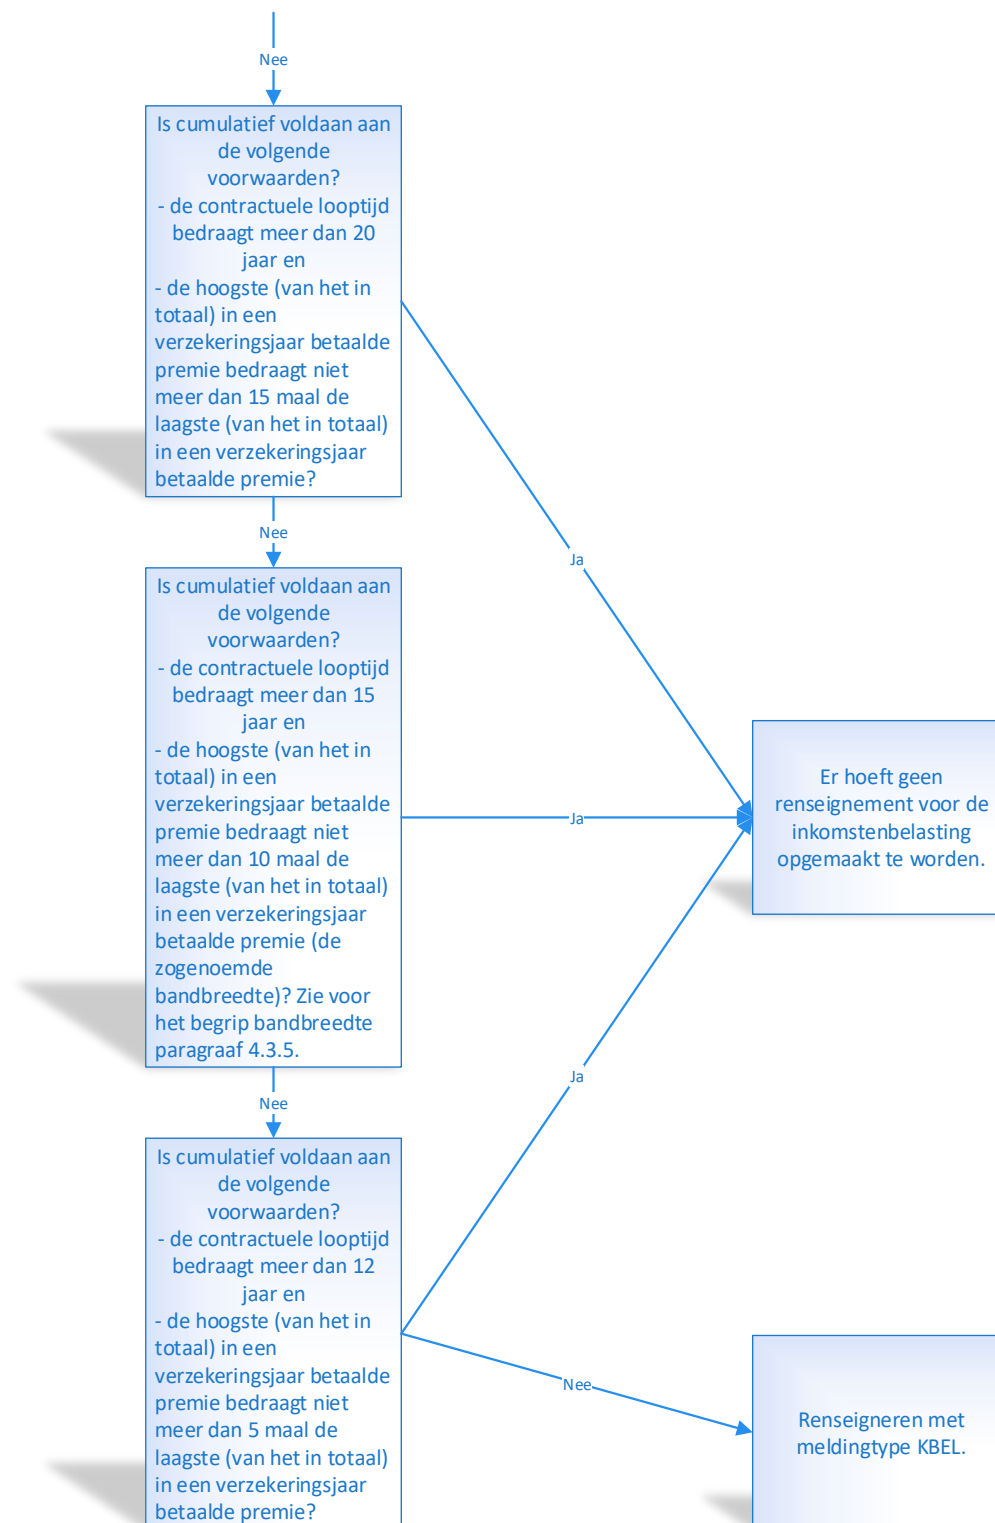 Nee
Is cumulatief voldaan aan
de volgende
voorwaarden?
- de contractuele looptijd
bedraagt meer dan 20
jaar en
- de hoogste (van het in
totaal) in een
verzekeringsjaar betaalde
premie bedraagt niet
meer dan 15 maal de
laagste (van het in totaal)
in een verzekeringsjaar
betaalde premie?
Nee
Ja
Is cumulatief voldaan aan
de volgende
voorwaarden?
- de contractuele looptijd
bedraagt meer dan 15
jaar en
- de hoogste (van het in
totaal) in een
verzekeringsjaar betaalde
premie bedraagt niet
meer dan 10 maal de
laagste (van het in totaal)
in een verzekeringsjaar
betaalde premie (de
zogenoemde
bandbreedte)? Zie voor
het begrip bandbreedte
paragraaf 4.3.5.
Ja
Er hoeft geen
renseignement voor de
inkomstenbelasting
opgemaakt te worden.
Nee
Ja
Is cumulatief voldaan aan
de volgende
voorwaarden?
- de contractuele looptijd
bedraagt meer dan 12
jaar en
- de hoogste (van het in
totaal) in een
verzekeringsjaar betaalde
premie bedraagt niet
meer dan 5 maal de
laagste (van het in totaal)
in een verzekeringsjaar
betaalde premie?
Nee
Renseigneren met
meldingtype KBEL.